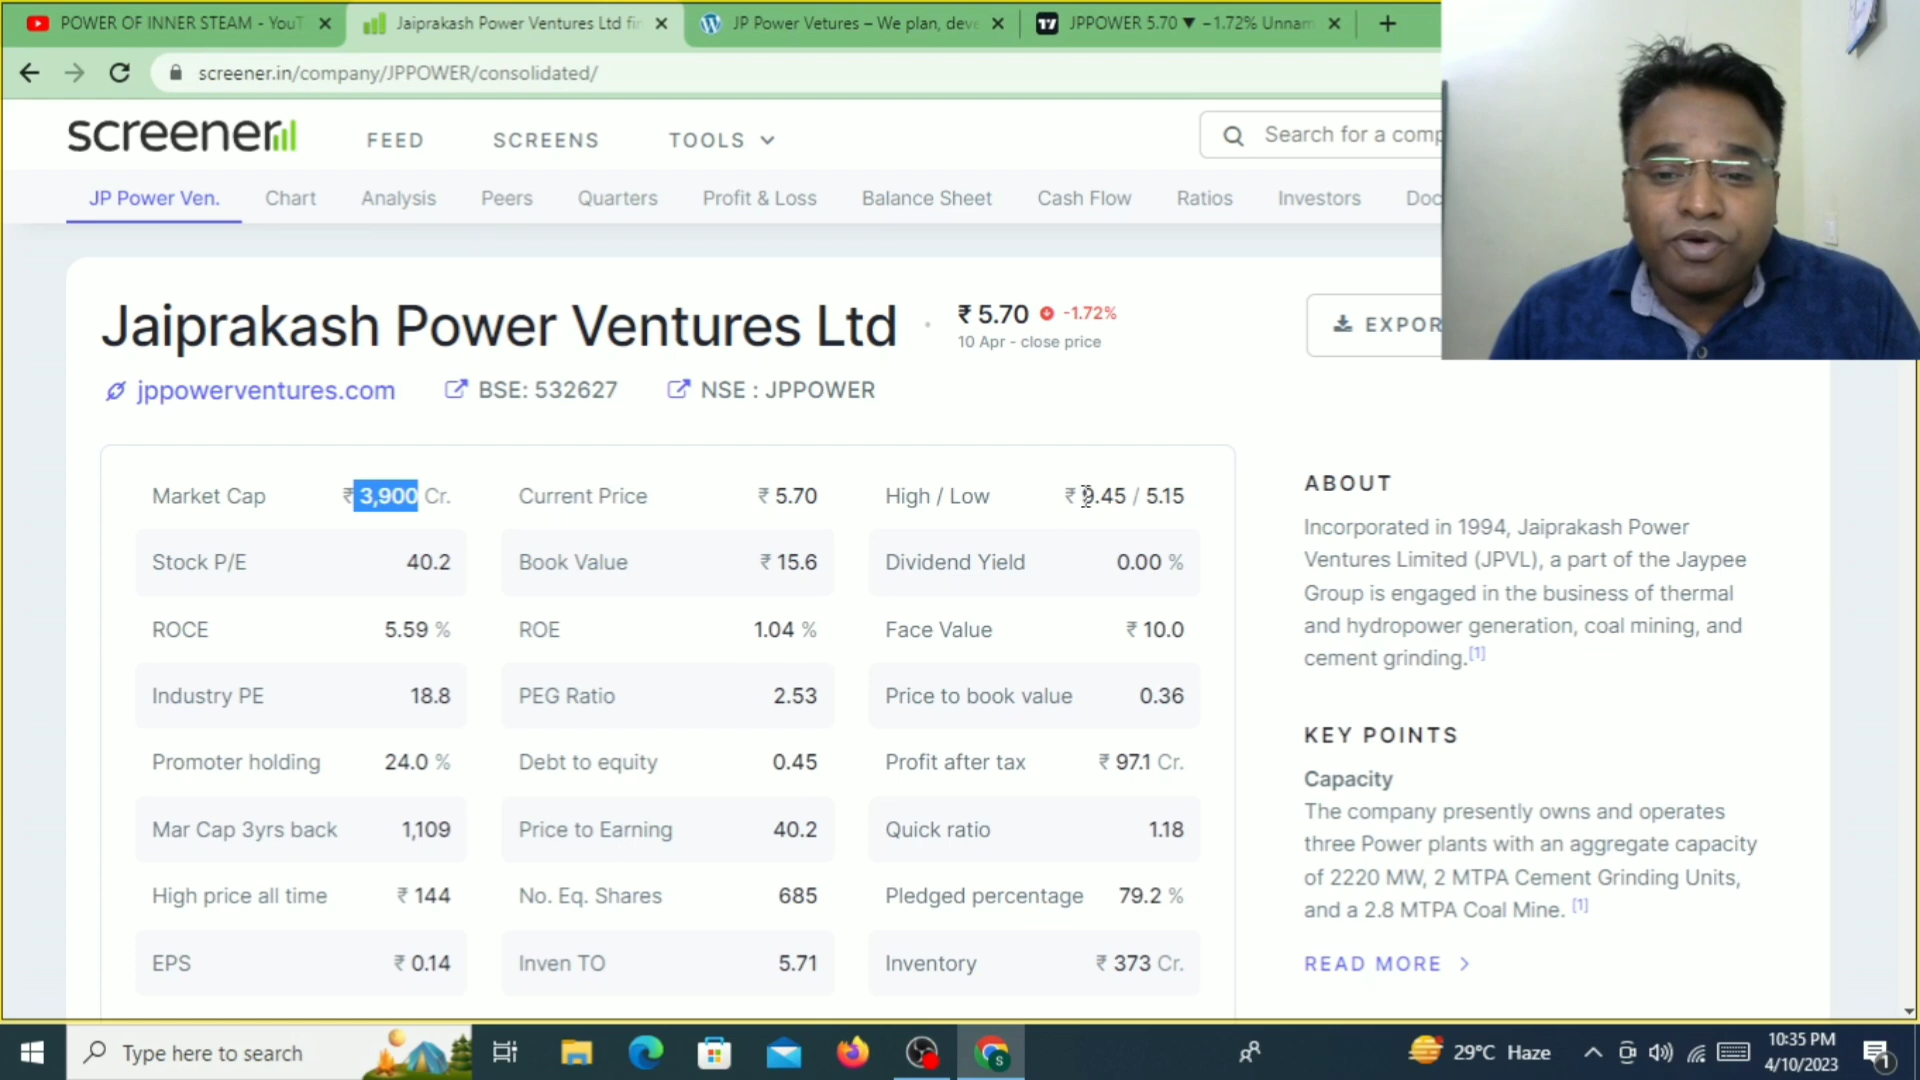 POWER OF INNER STEAM - YouT
Jaiprakash Power Ventures Ltd fin
JP Power Vetures – We plan, deve
JPPOWER 5.70 ▼ −1.72% Unnam
screener.in/company/JPPOWER/consolidated/
screener
FEED
SCREENS
TOOLS
Search for a comp
JP Power Ven.
Chart
Analysis
Peers
Quarters
Profit & Loss
Balance Sheet
Cash Flow
Ratios
Investors
Doc
Jaiprakash Power Ventures Ltd
₹ 5.70 -1.72%
10 Apr - close price
EXPOR
jppowerventures.com
BSE: 532627
NSE : JPPOWER
Market Cap ₹ 3,900 Cr.
Current Price ₹ 5.70
High / Low ₹ 9.45 / 5.15
Stock P/E 40.2
Book Value ₹ 15.6
Dividend Yield 0.00 %
ROCE 5.59 %
ROE 1.04 %
Face Value ₹ 10.0
Industry PE 18.8
PEG Ratio 2.53
Price to book value 0.36
Promoter holding 24.0 %
Debt to equity 0.45
Profit after tax ₹ 97.1 Cr.
Mar Cap 3yrs back 1,109
Price to Earning 40.2
Quick ratio 1.18
High price all time ₹ 144
No. Eq. Shares 685
Pledged percentage 79.2 %
EPS ₹ 0.14
Inven TO 5.71
Inventory ₹ 373 Cr.
ABOUT
Incorporated in 1994, Jaiprakash Power
Ventures Limited (JPVL), a part of the Jaypee
Group is engaged in the business of thermal
and hydropower generation, coal mining, and
cement grinding.[1]
KEY POINTS
Capacity
The company presently owns and operates
three Power plants with an aggregate capacity
of 2220 MW, 2 MTPA Cement Grinding Units,
and a 2.8 MTPA Coal Mine. [1]
READ MORE
Type here to search
29°C Haze
10:35 PM
4/10/2023
1